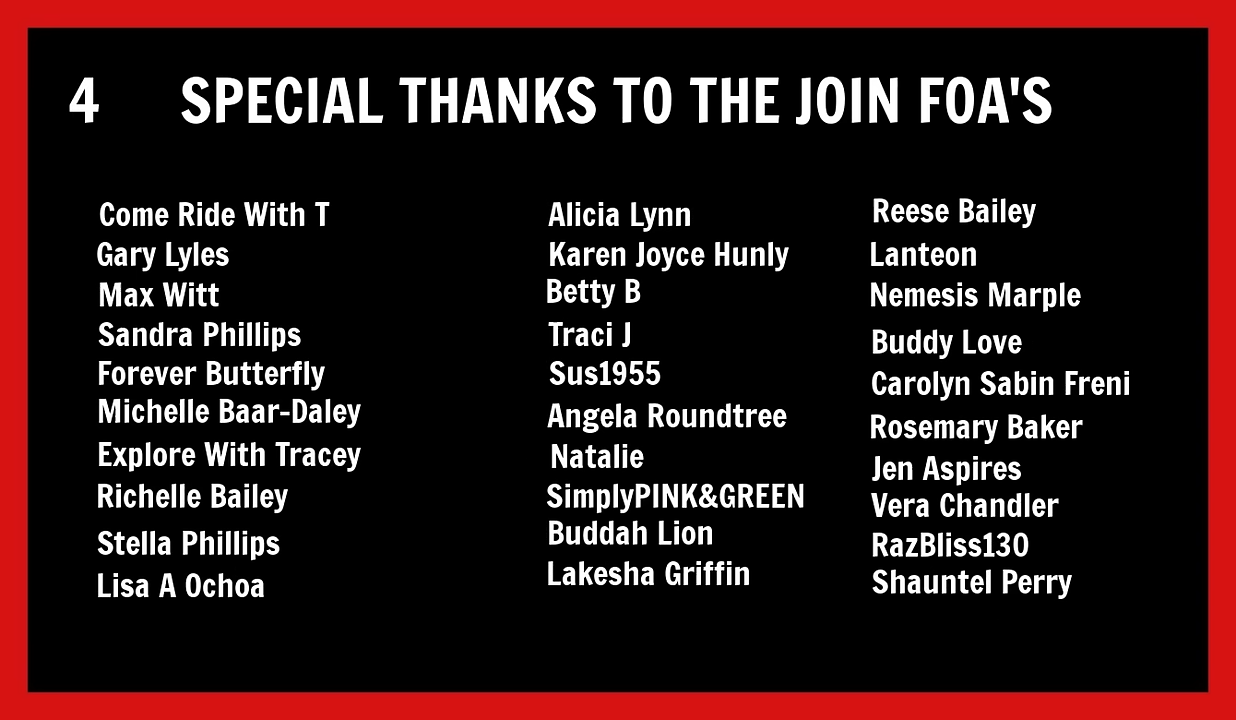 4 SPECIAL THANKS TO THE JOIN FOA'S
Come Ride With T
Gary Lyles
Max Witt
Sandra Phillips
Forever Butterfly
Michelle Baar-Daley
Explore With Tracey
Richelle Bailey
Stella Phillips
Lisa A Ochoa
Alicia Lynn
Karen Joyce Hunly
Betty B
Traci J
Sus1955
Angela Roundtree
Natalie
SimplyPINK&GREEN
Buddah Lion
Lakesha Griffin
Reese Bailey
Lanteon
Nemesis Marple
Buddy Love
Carolyn Sabin Freni
Rosemary Baker
Jen Aspires
Vera Chandler
RazBliss130
Shauntel Perry